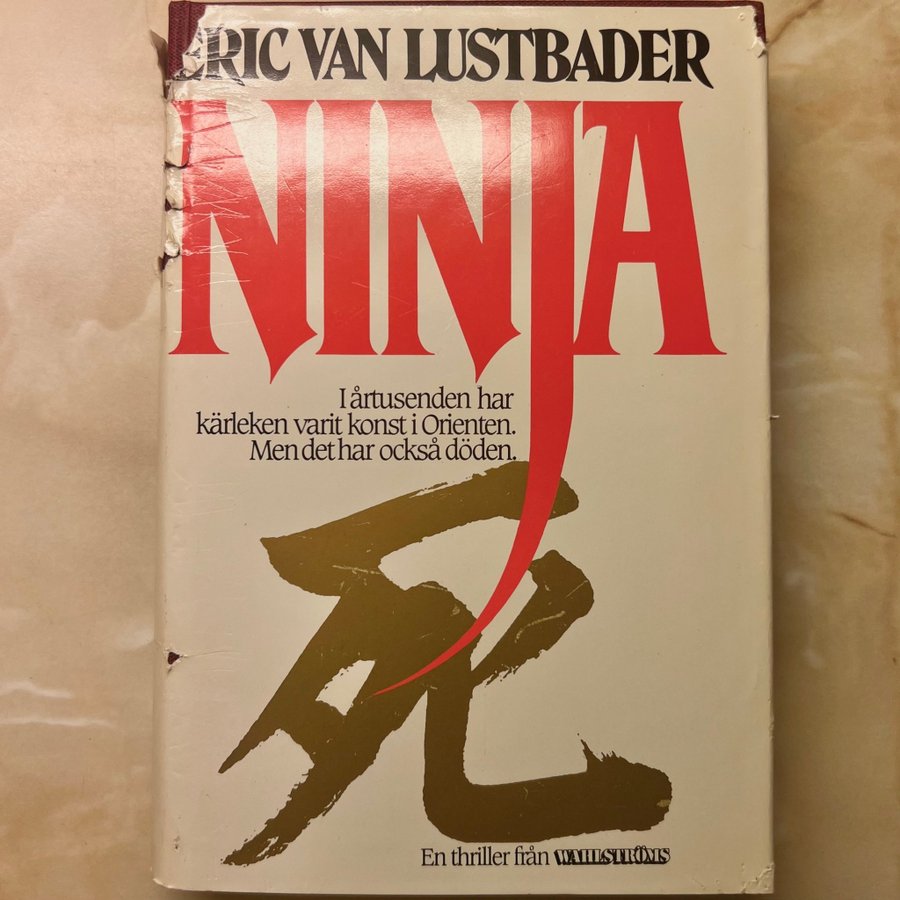 ERIC VAN LUSTBADER
NINJA
I årtusenden har
kärleken varit konst i Orienten.
Men det har också döden.
死
En thriller från WAHLSTRÖMS